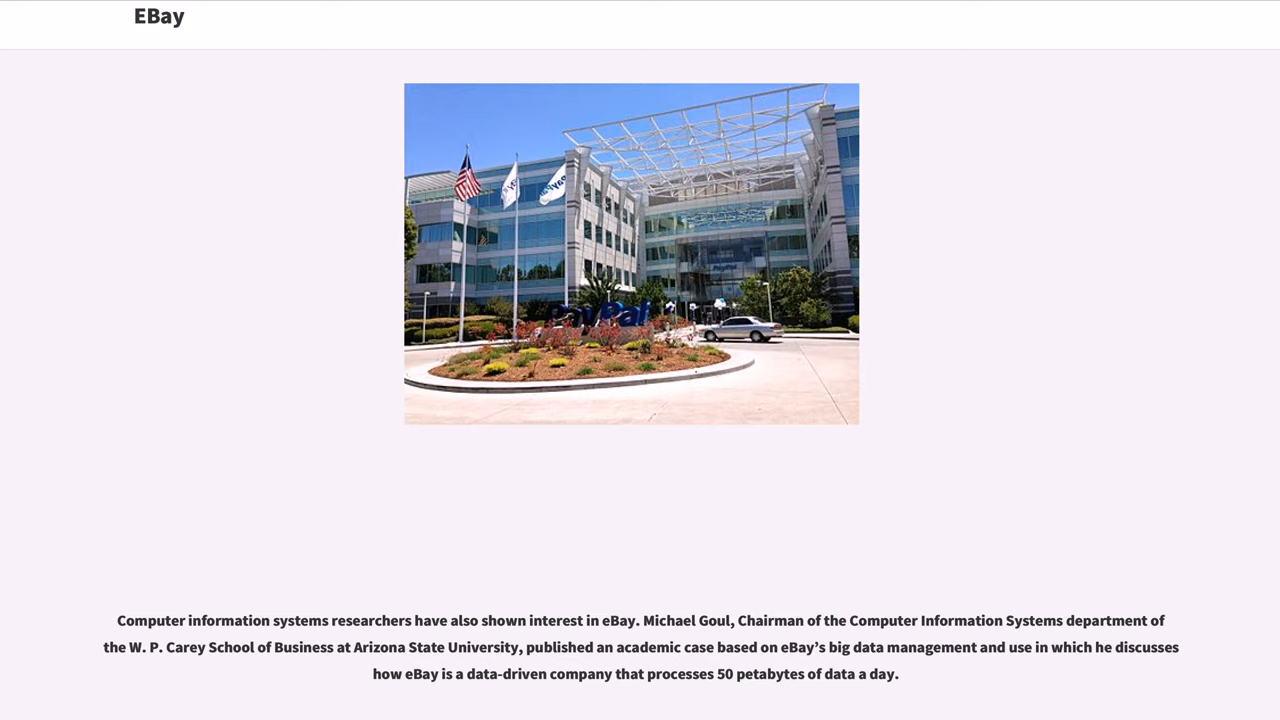 EBay
PayPal
Computer information systems researchers have also shown interest in eBay. Michael Goul, Chairman of the Computer Information Systems department of
the W. P. Carey School of Business at Arizona State University, published an academic case based on eBay’s big data management and use in which he discusses
how eBay is a data-driven company that processes 50 petabytes of data a day.